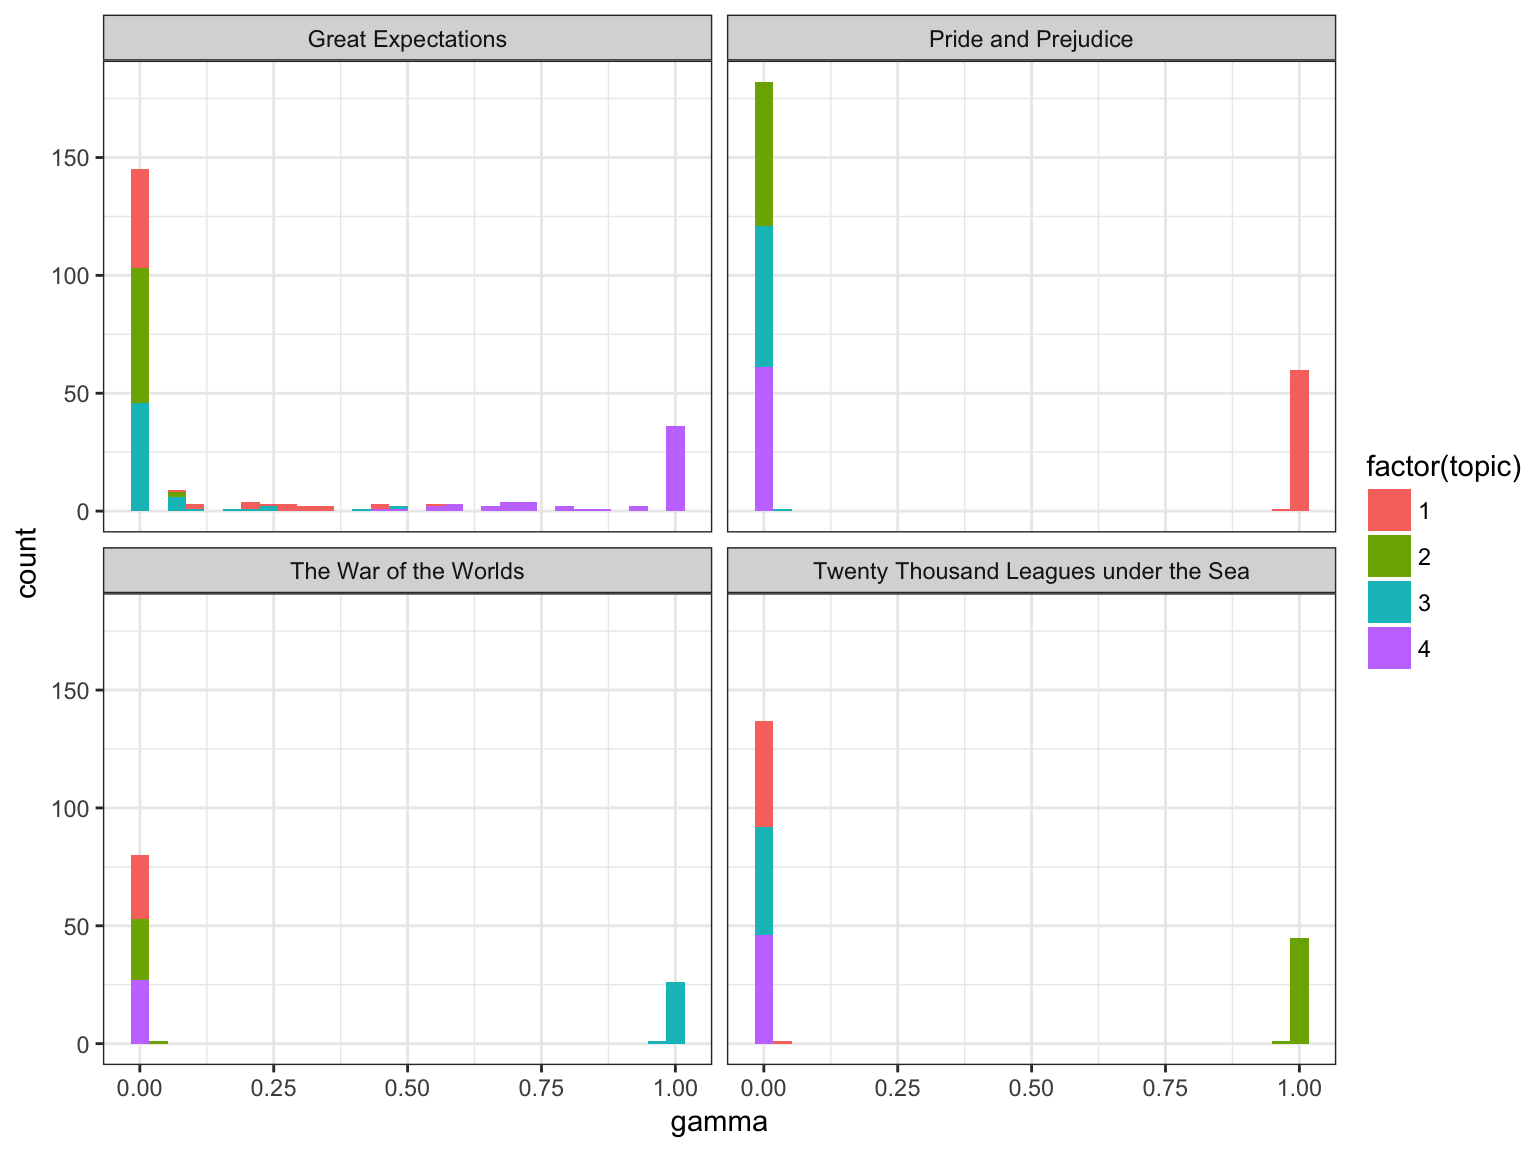 Great Expectations
Pride and Prejudice
150
100
50
0
count
The War of the Worlds
Twenty Thousand Leagues under the Sea
150
100
50
0
0.00 0.25 0.50 0.75 1.00
0.00 0.25 0.50 0.75 1.00
gamma
factor(topic)
1
2
3
4